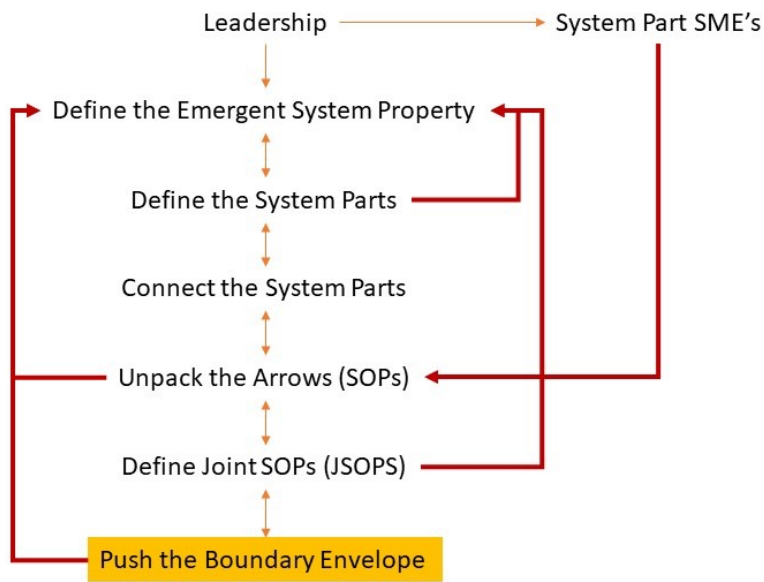 Leadership
System Part SME's
Define the Emergent System Property
Define the System Parts
Connect the System Parts
Unpack the Arrows (SOPs)
Define Joint SOPs (JSOPS)
Push the Boundary Envelope